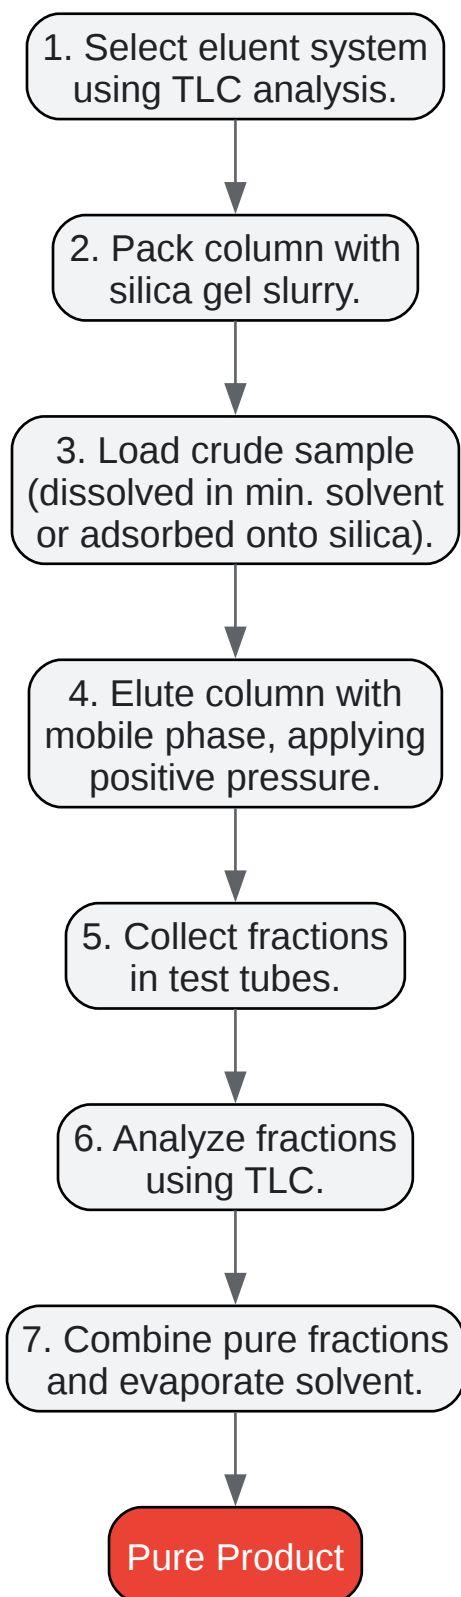 1. Select eluent system
using TLC analysis.
2. Pack column with
silica gel slurry.
3. Load crude sample
(dissolved in min. solvent
or adsorbed onto silica).
4. Elute column with
mobile phase, applying
positive pressure.
5. Collect fractions
in test tubes.
6. Analyze fractions
using TLC.
7. Combine pure fractions
and evaporate solvent.
Pure Product